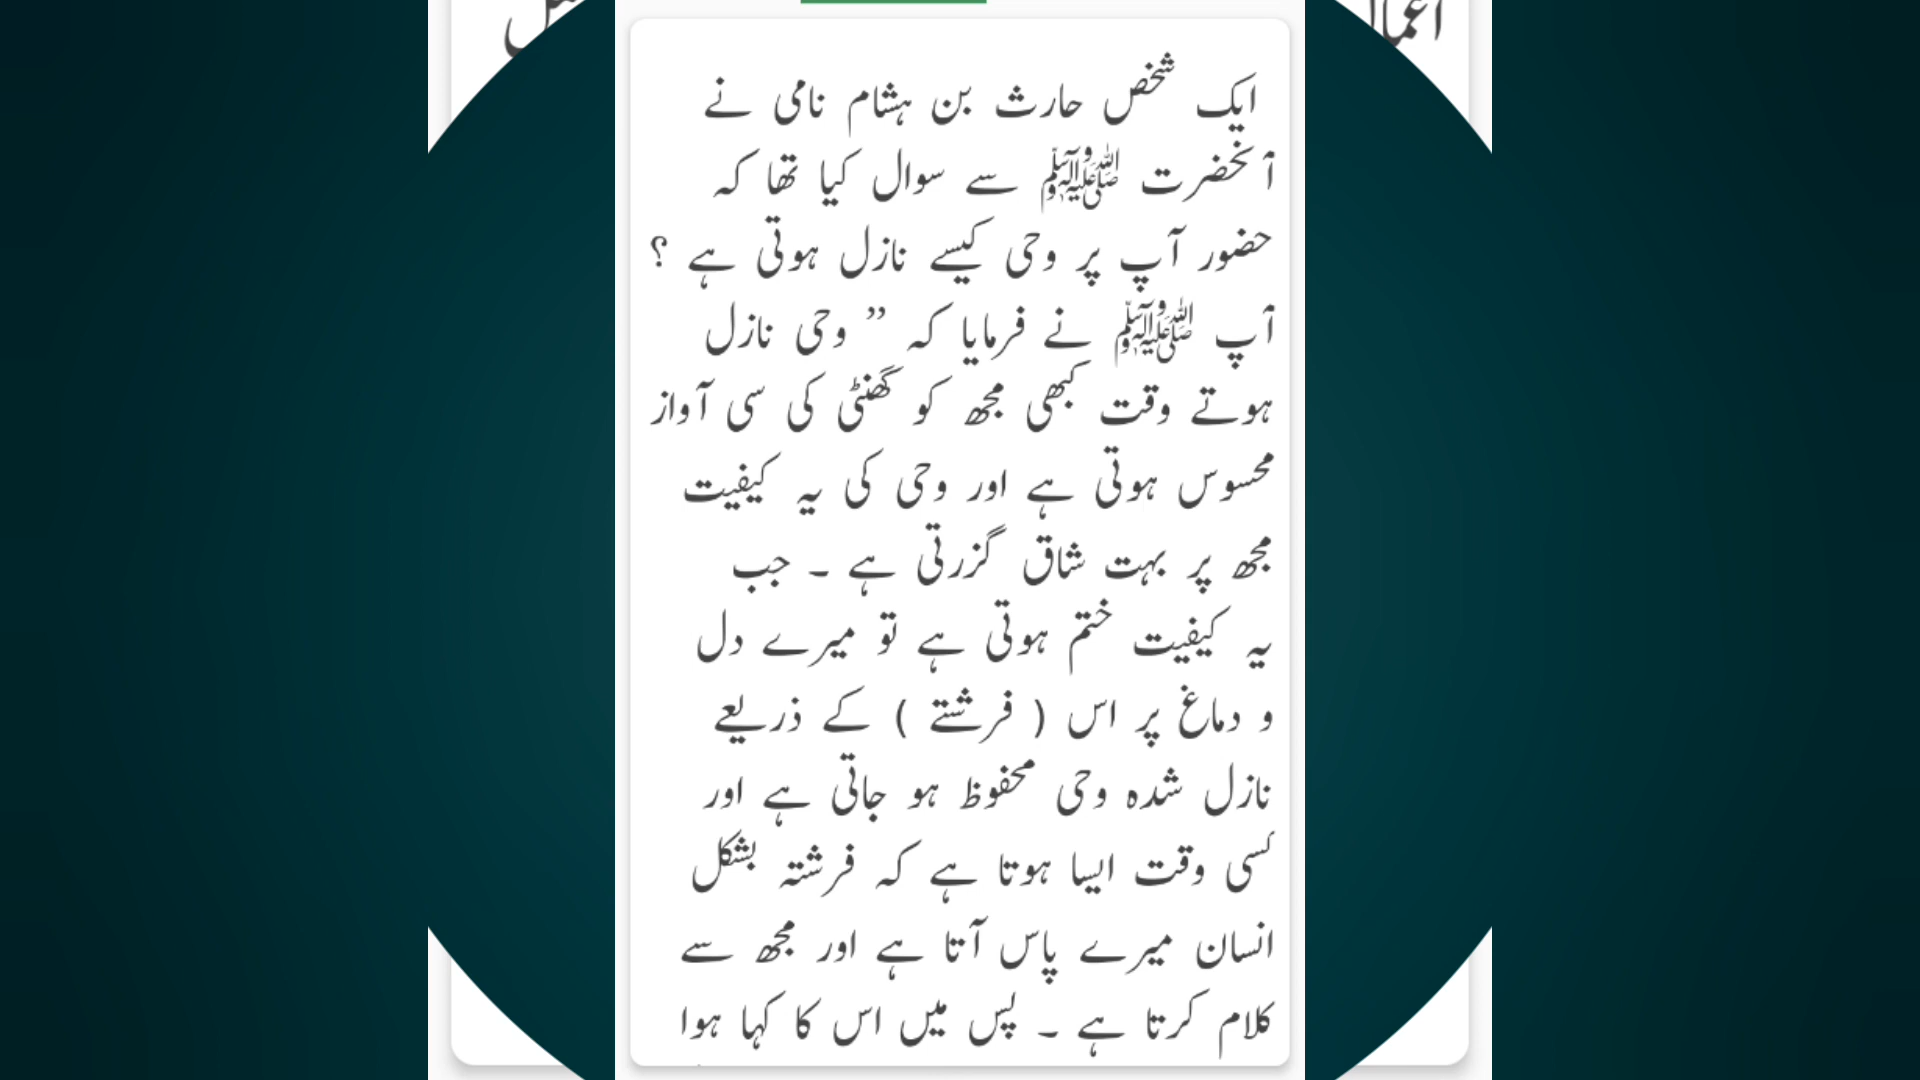 اعمال
ایک شخص حارث بن ہشام نامی نے
آنحضرت ﷺ سے سوال کیا تھا کہ
حضور آپ پر وحی کیسے نازل ہوتی ہے ؟
آپ ﷺ نے فرمایا کہ ” وحی نازل
ہوتے وقت کبھی مجھ کو گھنٹی کی سی آواز
محسوس ہوتی ہے اور وحی کی یہ کیفیت
مجھ پر بہت شاق گزرتی ہے ۔ جب
یہ کیفیت ختم ہوتی ہے تو میرے دل
و دماغ پر اس ( فرشتے ) کے ذریعے
نازل شدہ وحی محفوظ ہو جاتی ہے اور
کسی وقت ایسا ہوتا ہے کہ فرشتہ بشکل
انسان میرے پاس آتا ہے اور مجھ سے
کلام کرتا ہے ۔ پس میں اس کا کہا ہوا